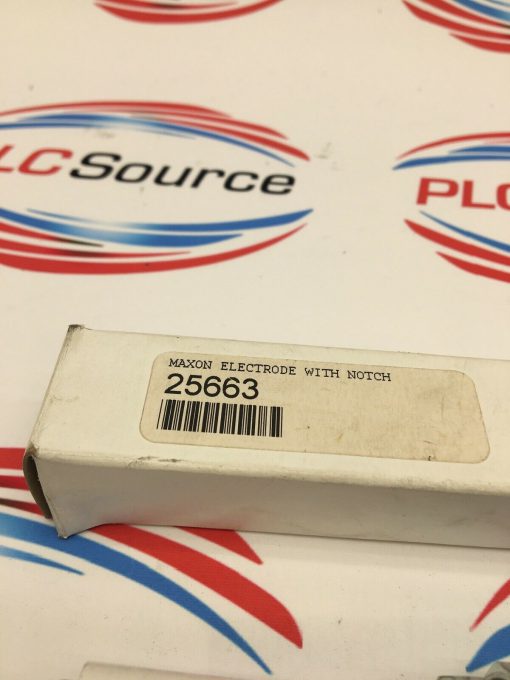 LCSource
PLC
MAXON ELECTRODE WITH NOTCH
25663